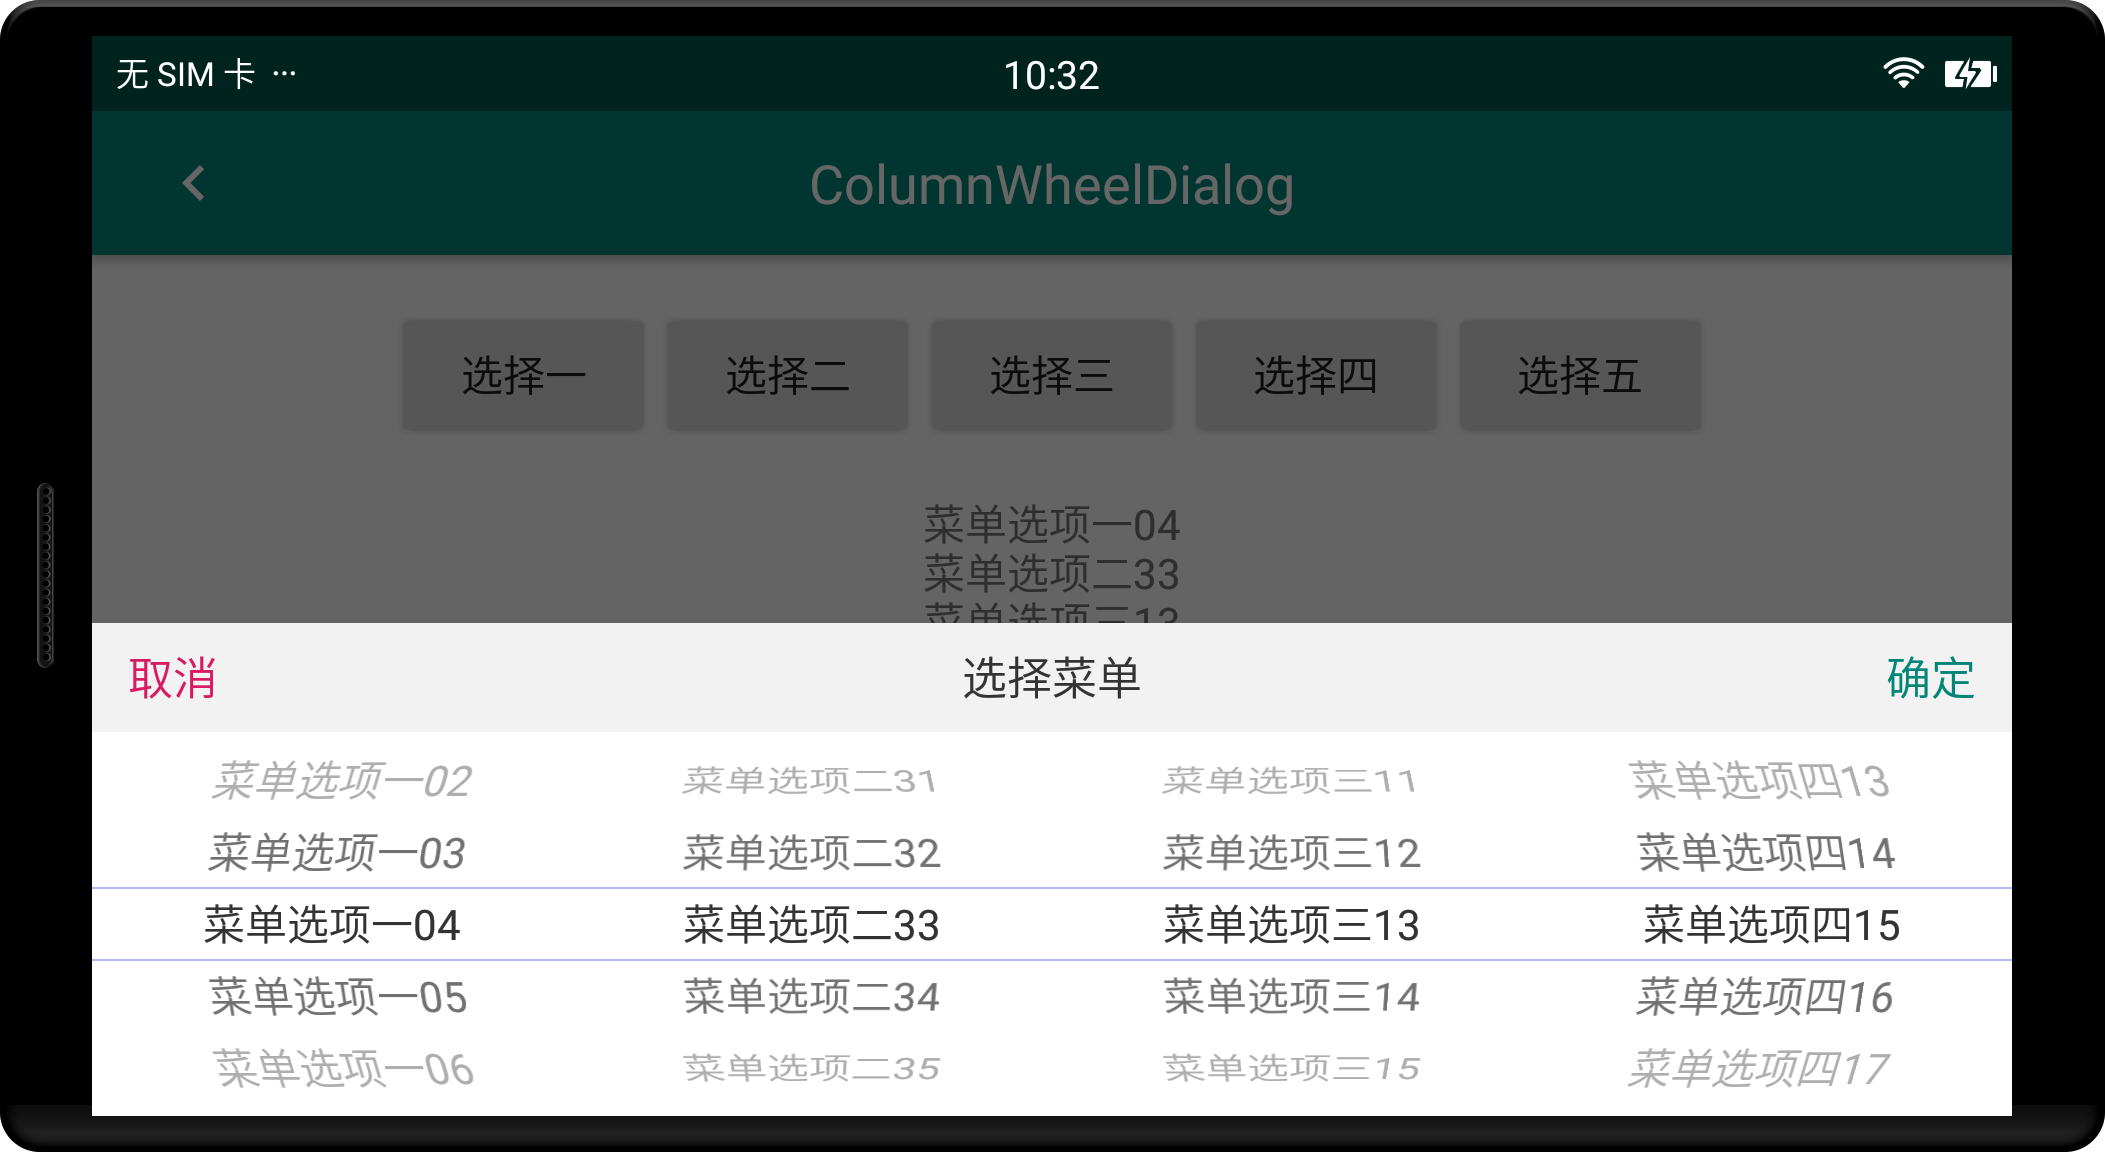 无 SIM 卡 ···
10:32
ColumnWheelDialog
选择一 选择二 选择三 选择四 选择五
菜单选项一04
菜单选项二33
菜单选项三13
取消 选择菜单 确定
菜单选项一02 菜单选项二31 菜单选项三11 菜单选项四13
菜单选项一03 菜单选项二32 菜单选项三12 菜单选项四14
菜单选项一04 菜单选项二33 菜单选项三13 菜单选项四15
菜单选项一05 菜单选项二34 菜单选项三14 菜单选项四16
菜单选项一06 菜单选项二35 菜单选项三15 菜单选项四17